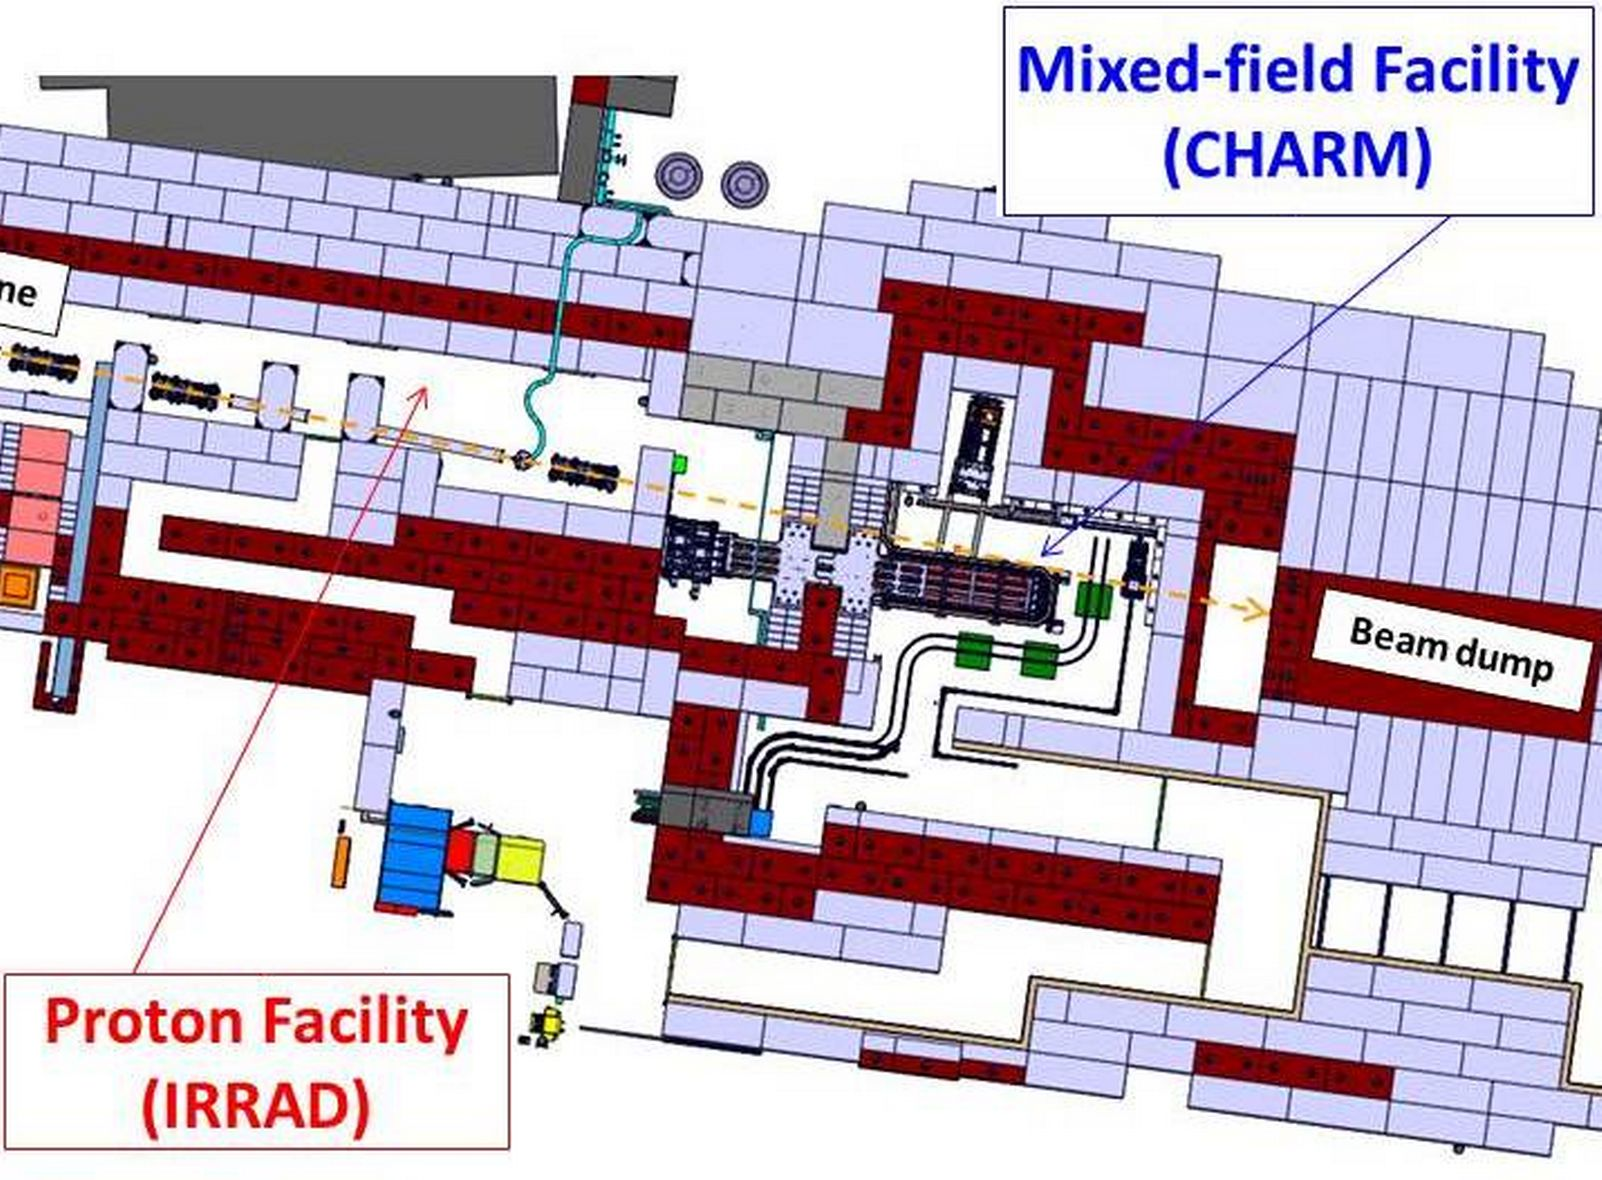 Mixed-field Facility
(CHARM)
ne
Beam dump
Proton Facility
(IRRAD)